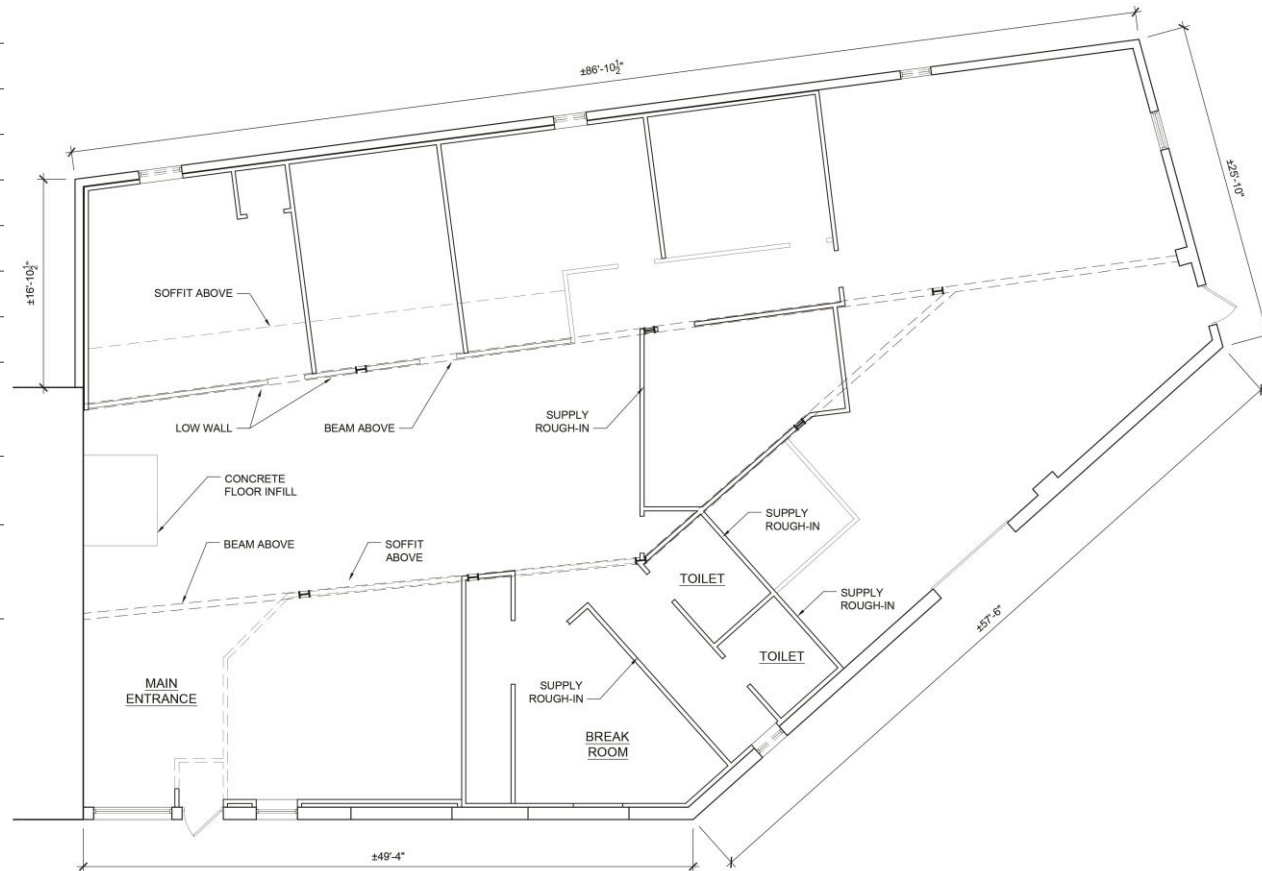 ±86'-10½"
±25'-10"
±16'-10½"
SOFFIT ABOVE
LOW WALL
BEAM ABOVE
SUPPLY
ROUGH-IN
CONCRETE
FLOOR INFILL
SUPPLY
ROUGH-IN
BEAM ABOVE
SOFFIT
ABOVE
TOILET
SUPPLY
ROUGH-IN
±57'-6"
TOILET
MAIN
ENTRANCE
SUPPLY
ROUGH-IN
BREAK
ROOM
±49'-4"